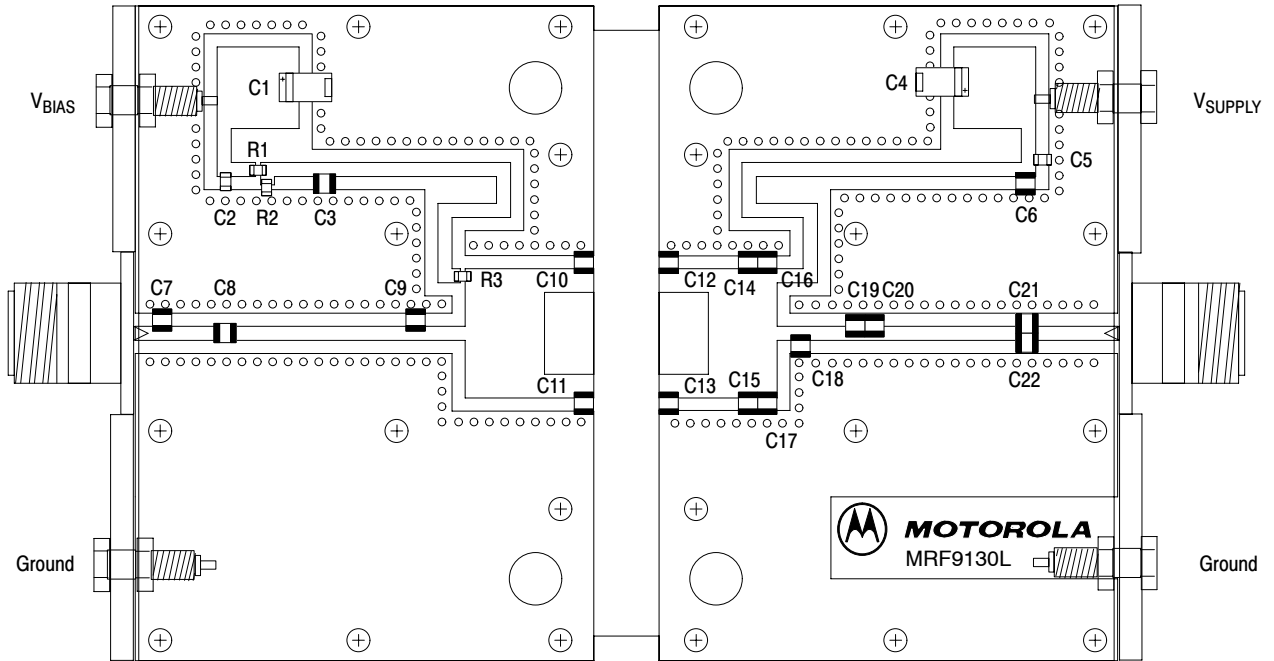 C1
C4
V_BIAS
V_SUPPLY
R1
C5
C2
R2
C3
C6
C7
C8
C9
R3
C10
C12
C14
C16
C19
C20
C21
C11
C13
C15
C18
C22
C17
MOTOROLA
MRF9130L
Ground
Ground